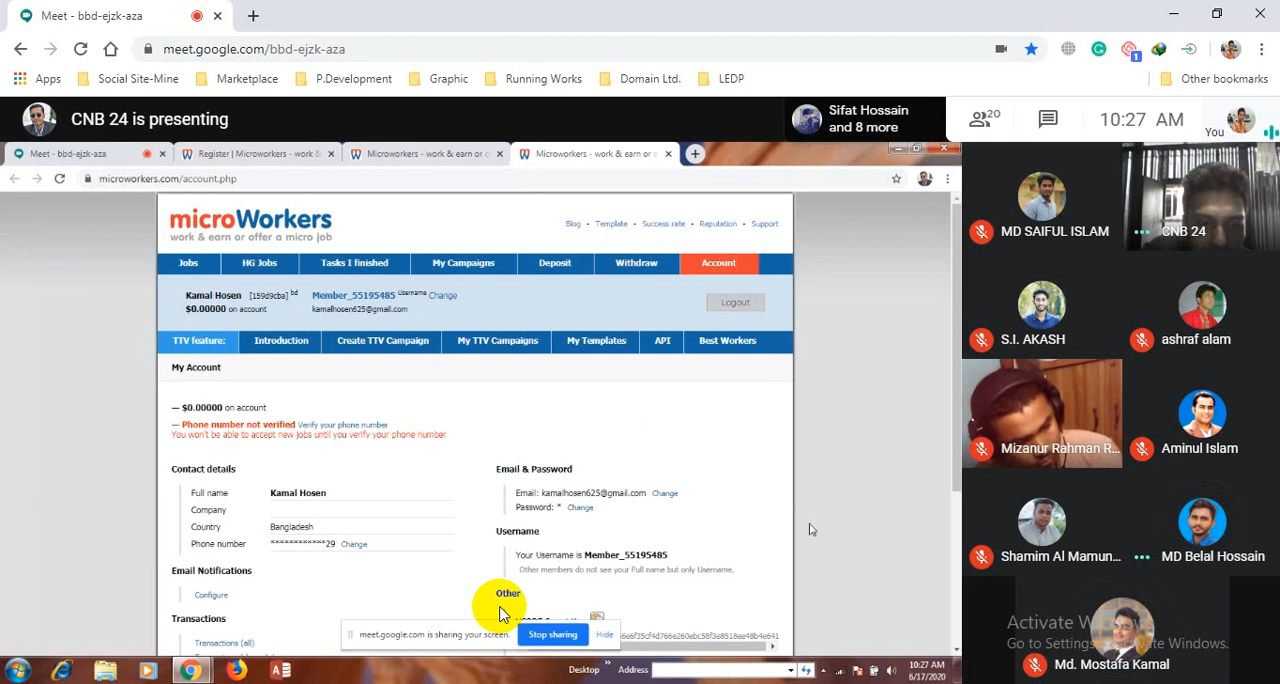 Meet - bbd-ejzk-aza
meet.google.com/bbd-ejzk-aza
1
Apps
Social Site-Mine
Marketplace
P.Development
Graphic
Running Works
Domain Ltd.
LEDP
Other bookmarks
CNB 24 is presenting
Sifat Hossain
and 8 more
20
10:27 AM
You
Meet - bbd-ejzk-aza
Register | Microworkers - work &
Microworkers - work & earn or
Microworkers - work & earn or
microworkers.com/account.php
microWorkers
work & earn or offer a micro job
Blog • Template • Success rate • Reputation • Support
Jobs
HG Jobs
Tasks I finished
My Campaigns
Deposit
Withdraw
Account
Kamal Hosen [159d9cba] bd
Member_55195485 Username Change
$0.00000 on account
kamalhosen625@gmail.com
Logout
TTV feature:
Introduction
Create TTV Campaign
My TTV Campaigns
My Templates
API
Best Workers
My Account
— $0.00000 on account
— Phone number not verified Verify your phone number
You won't be able to accept new jobs until you verify your phone number
Contact details
Full name Kamal Hosen
Company
Country Bangladesh
Phone number ************29 Change
Email Notifications
Configure
Transactions
Transactions (all)
Email & Password
Email: kamalhosen625@gmail.com Change
Password: * Change
Username
Your Username is Member_55195485
Other members do not see your Full name but only Username.
Other
meet.google.com is sharing your screen.
Stop sharing
Hide
MD SAIFUL ISLAM
CNB 24
S.I. AKASH
ashraf alam
Mizanur Rahman R...
Aminul Islam
Shamim Al Mamun...
MD Belal Hossain
Md. Mostafa Kamal
Activate Windows
Go to Settings to activate Windows.
Desktop
Address
10:27 AM
6/17/2020